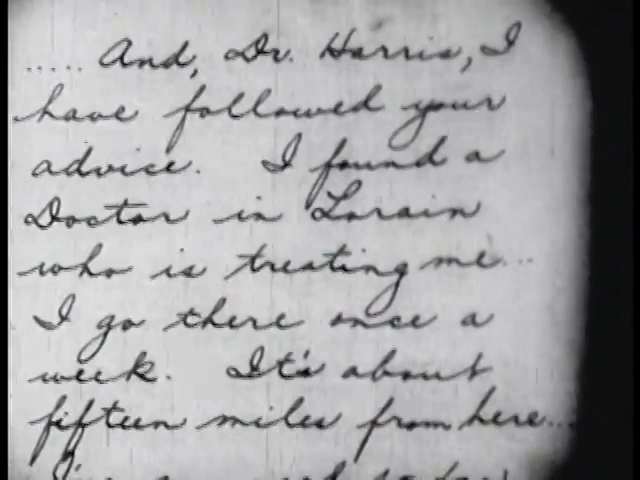 ..... And, Dr. Harris, I
have followed your
advice. I found a
Doctor in Lorain
who is treating me...
I go there once a
week. It's about
fifteen miles from here...